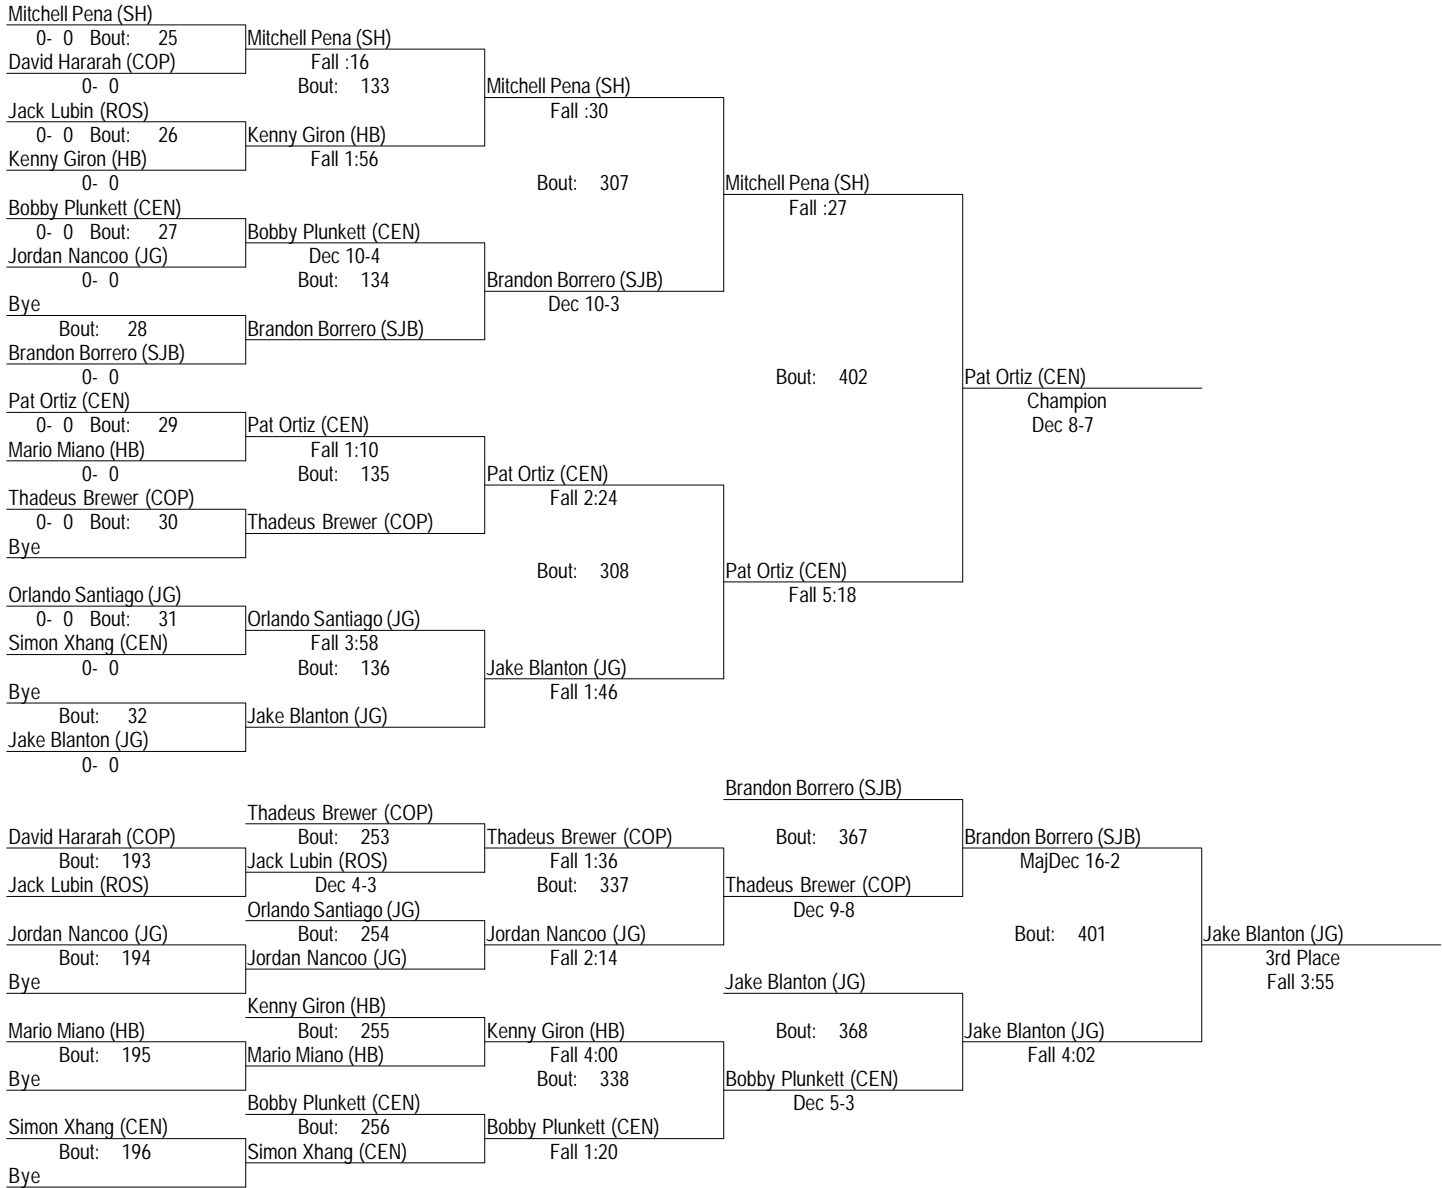 Mitchell Pena (SH)
0- 0 Bout: 25 Mitchell Pena (SH)
David Hararah (COP) Fall :16
0- 0 Bout: 133 Mitchell Pena (SH)
Jack Lubin (ROS) Fall :30
0- 0 Bout: 26 Kenny Giron (HB)
Kenny Giron (HB) Fall 1:56
0- 0 Bout: 307 Mitchell Pena (SH)
Bobby Plunkett (CEN) Fall :27
0- 0 Bout: 27 Bobby Plunkett (CEN)
Jordan Nancoo (JG) Dec 10-4
0- 0 Bout: 134 Brandon Borrero (SJB)
Bye Dec 10-3
Bout: 28 Brandon Borrero (SJB)
Brandon Borrero (SJB)
0- 0 Bout: 402 Pat Ortiz (CEN)
Pat Ortiz (CEN) Champion
0- 0 Bout: 29 Pat Ortiz (CEN) Dec 8-7
Mario Miano (HB) Fall 1:10
0- 0 Bout: 135 Pat Ortiz (CEN)
Thadeus Brewer (COP) Fall 2:24
0- 0 Bout: 30 Thadeus Brewer (COP)
Bye
Bout: 308 Pat Ortiz (CEN)
Orlando Santiago (JG) Fall 5:18
0- 0 Bout: 31 Orlando Santiago (JG)
Simon Xhang (CEN) Fall 3:58
0- 0 Bout: 136 Jake Blanton (JG)
Bye Fall 1:46
Bout: 32 Jake Blanton (JG)
Jake Blanton (JG)
0- 0
Brandon Borrero (SJB)
Thadeus Brewer (COP)
David Hararah (COP) Bout: 253 Thadeus Brewer (COP) Bout: 367 Brandon Borrero (SJB)
Bout: 193 Jack Lubin (ROS) Fall 1:36 MajDec 16-2
Jack Lubin (ROS) Dec 4-3 Bout: 337 Thadeus Brewer (COP)
Orlando Santiago (JG) Dec 9-8
Jordan Nancoo (JG) Bout: 254 Jordan Nancoo (JG) Bout: 401 Jake Blanton (JG)
Bout: 194 Jordan Nancoo (JG) Fall 2:14 3rd Place
Bye Jake Blanton (JG) Fall 3:55
Kenny Giron (HB)
Mario Miano (HB) Bout: 255 Kenny Giron (HB) Bout: 368 Jake Blanton (JG)
Bout: 195 Mario Miano (HB) Fall 4:00 Fall 4:02
Bye Bout: 338 Bobby Plunkett (CEN)
Bobby Plunkett (CEN) Dec 5-3
Simon Xhang (CEN) Bout: 256 Bobby Plunkett (CEN)
Bout: 196 Simon Xhang (CEN) Fall 1:20
Bye